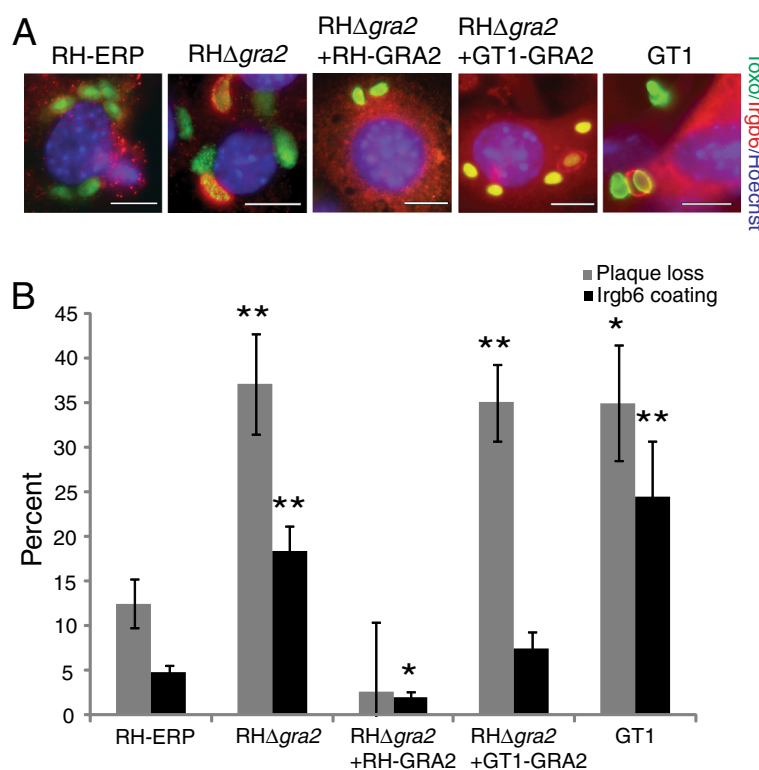 A
RH-ERP
RHΔgra2
RHΔgra2
+RH-GRA2
RHΔgra2
+GT1-GRA2
GT1
Toxo/Irgb6/Hoechst
B
Plaque loss
Irgb6 coating
Percent
45
40
35
30
25
20
15
10
5
0
**
**
*
**
*
**
RH-ERP
RHΔgra2
RHΔgra2
+RH-GRA2
RHΔgra2
+GT1-GRA2
GT1